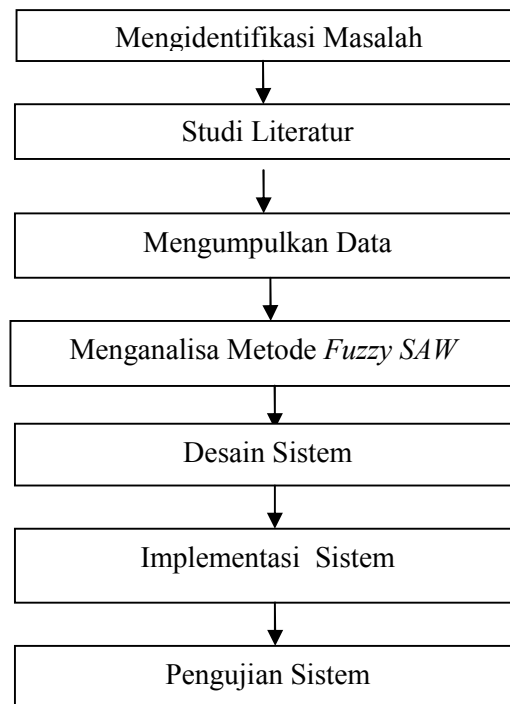 Mengidentifikasi Masalah
Studi Literatur
Mengumpulkan Data
Menganalisa Metode Fuzzy SAW
Desain Sistem
Implementasi  Sistem
Pengujian Sistem